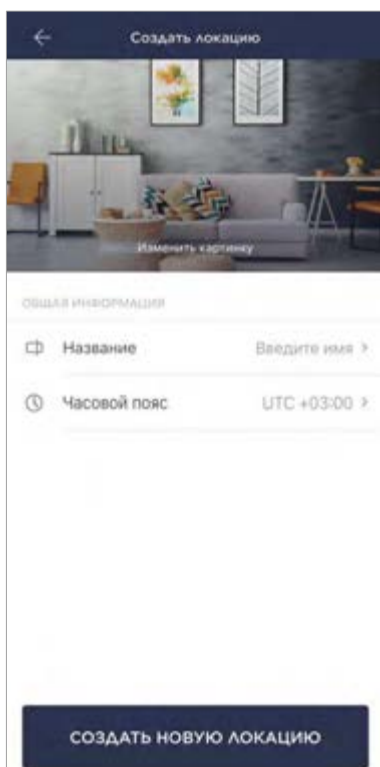 Создать локацию
Изменить картинку
ОБЩАЯ ИНФОРМАЦИЯ
Название Введите имя >
Часовой пояс UTC +03:00 >
СОЗДАТЬ НОВУЮ ЛОКАЦИЮ